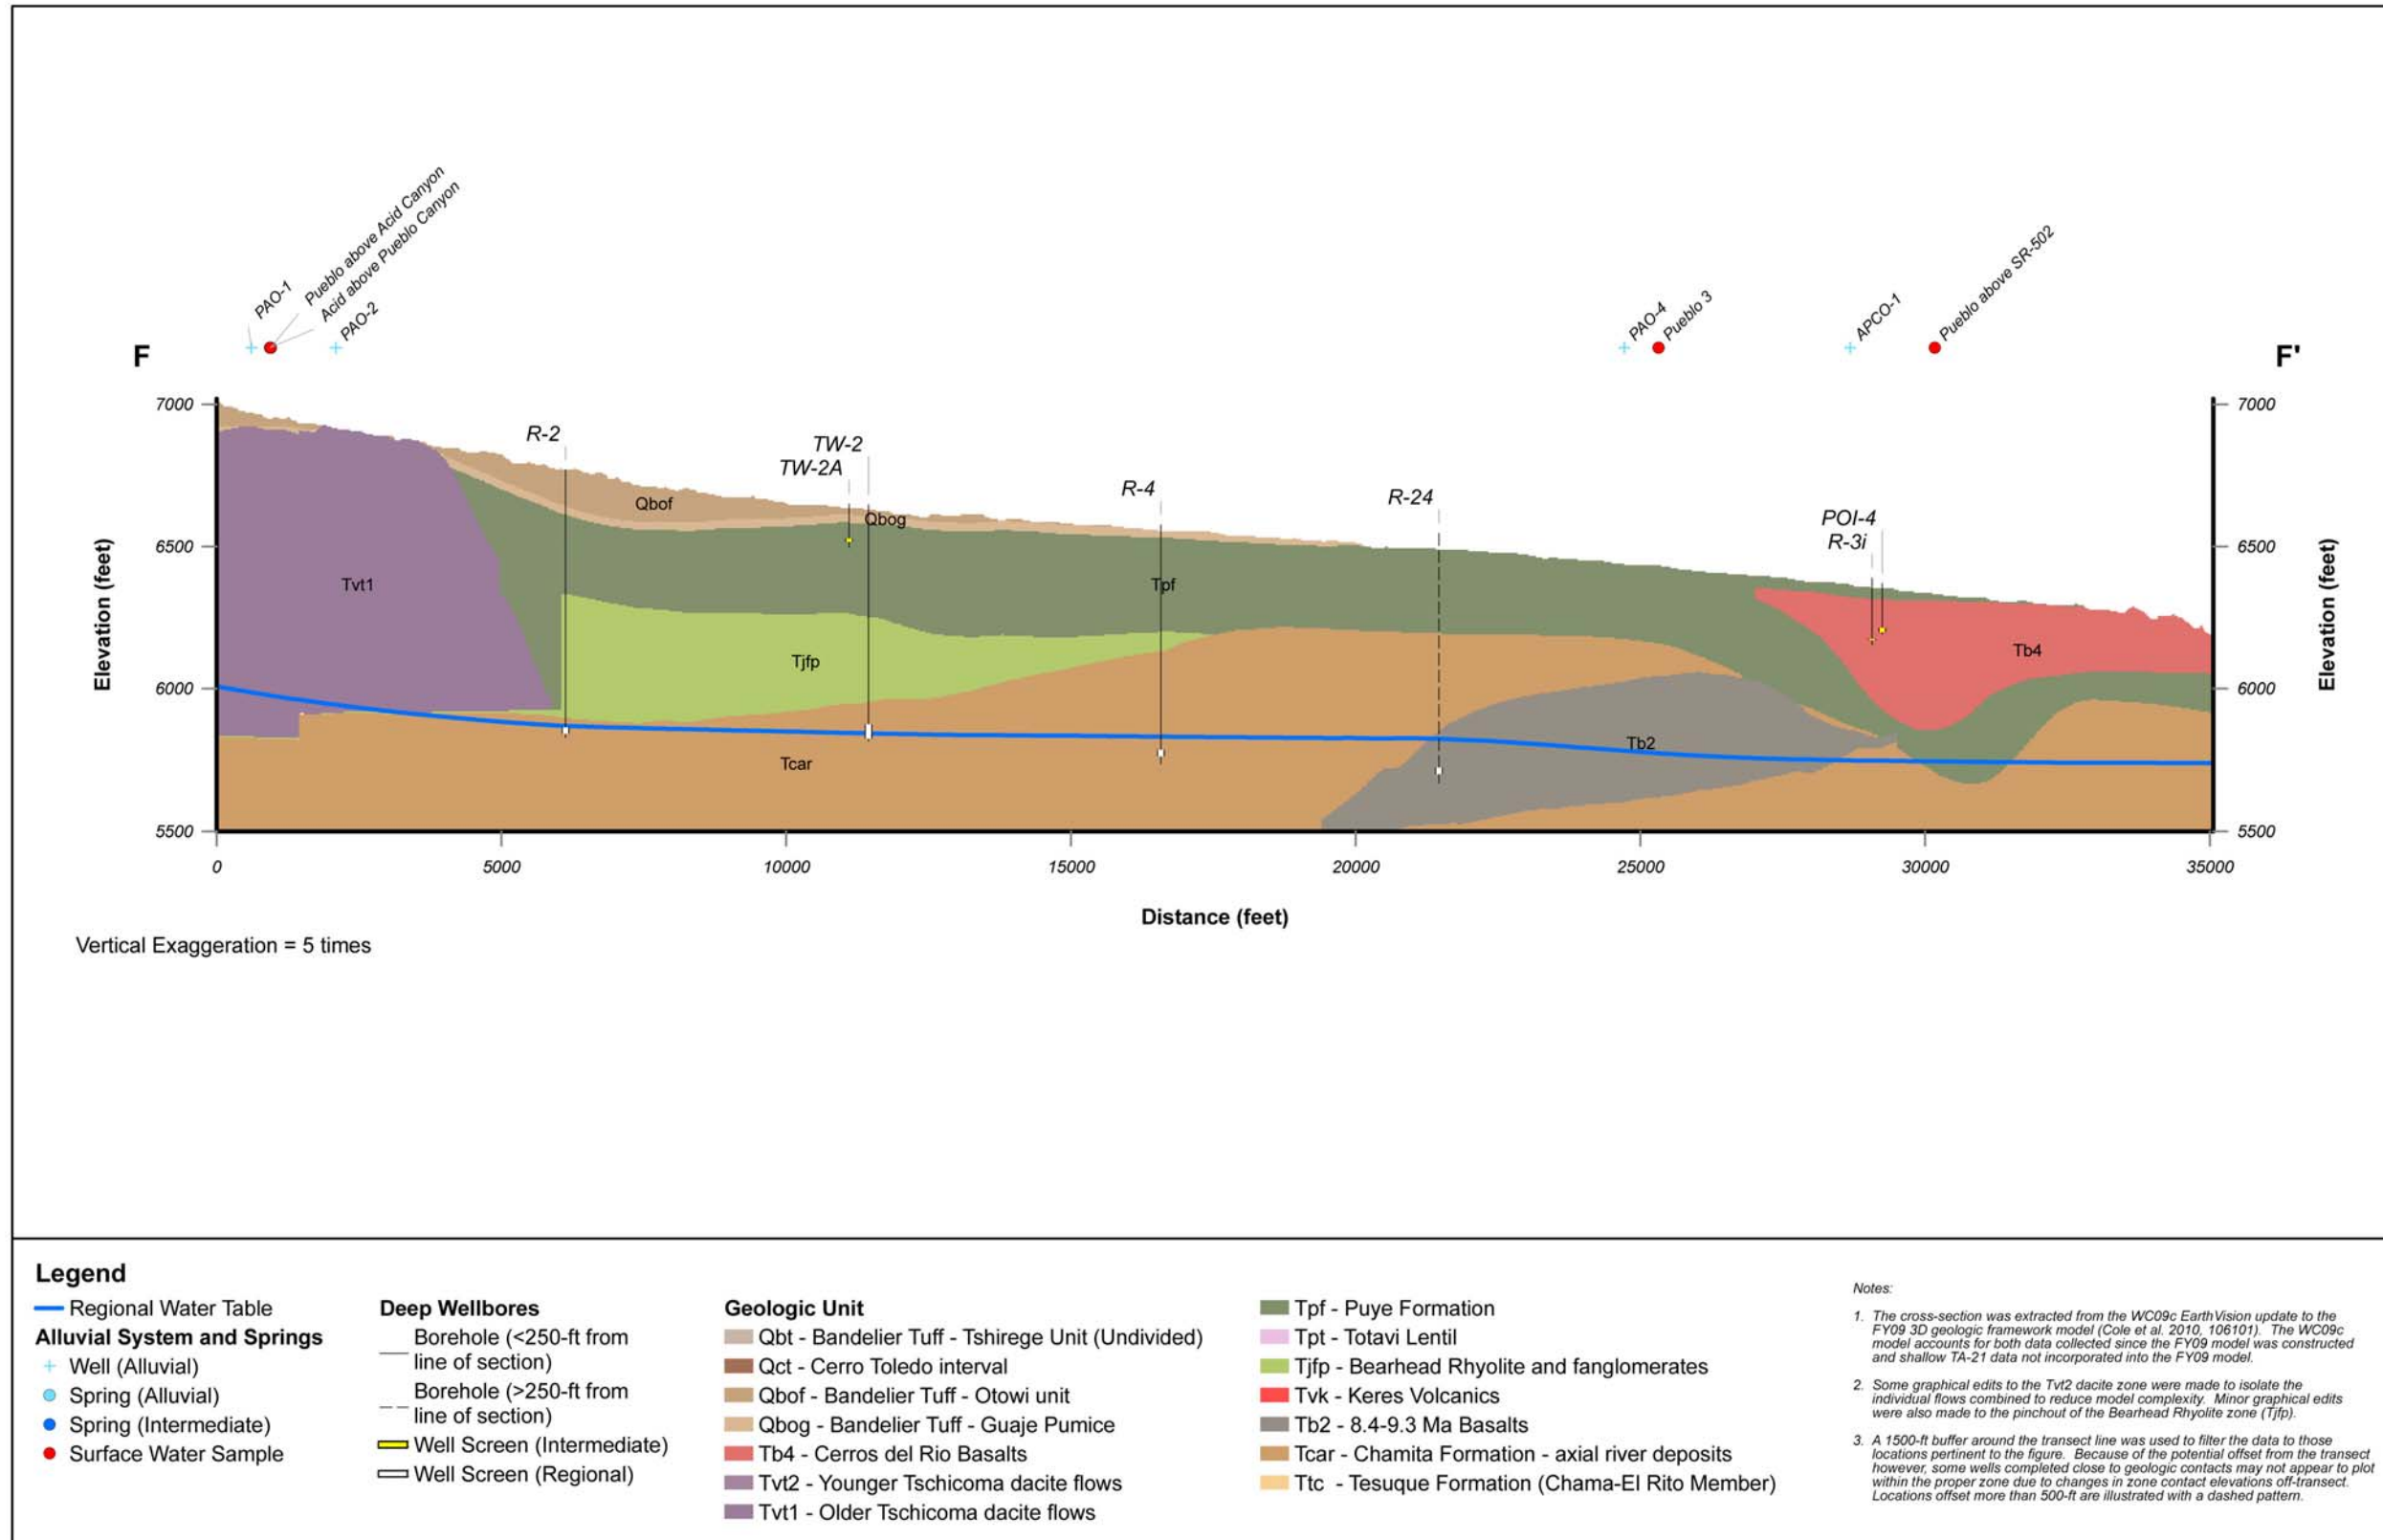 Pueblo above Acid Canyon
Acid above Pueblo Canyon
PAO-1
PAO-2
PAO-4
Pueblo 3
APCO-1
Pueblo above SR-502
F
F'
7000
7000
R-2
TW-2
TW-2A
R-4
R-24
POI-4
R-3i
Qbof
Qbog
6500
6500
Tvt1
Tpf
Elevation (feet)
Elevation (feet)
Tjfp
Tb4
6000
6000
Tb2
Tcar
5500
5500
0
5000
10000
15000
20000
25000
30000
35000
Distance (feet)
Vertical Exaggeration = 5 times
Legend
Regional Water Table
Alluvial System and Springs
Well (Alluvial)
Spring (Alluvial)
Spring (Intermediate)
Surface Water Sample
Deep Wellbores
Borehole (<250-ft from
line of section)
Borehole (>250-ft from
line of section)
Well Screen (Intermediate)
Well Screen (Regional)
Geologic Unit
Qbt - Bandelier Tuff - Tshirege Unit (Undivided)
Qct - Cerro Toledo interval
Qbof - Bandelier Tuff - Otowi unit
Qbog - Bandelier Tuff - Guaje Pumice
Tb4 - Cerros del Rio Basalts
Tvt2 - Younger Tschicoma dacite flows
Tvt1 - Older Tschicoma dacite flows
Tpf - Puye Formation
Tpt - Totavi Lentil
Tjfp - Bearhead Rhyolite and fanglomerates
Tvk - Keres Volcanics
Tb2 - 8.4-9.3 Ma Basalts
Tcar - Chamita Formation - axial river deposits
Ttc - Tesuque Formation (Chama-El Rito Member)
Notes:
1. The cross-section was extracted from the WC09c EarthVision update to the
FY09 3D geologic framework model (Cole et al. 2010, 106101). The WC09c
model accounts for both data collected since the FY09 model was constructed
and shallow TA-21 data not incorporated into the FY09 model.
2. Some graphical edits to the Tvt2 dacite zone were made to isolate the
individual flows combined to reduce model complexity. Minor graphical edits
were also made to the pinchout of the Bearhead Rhyolite zone (Tjfp).
3. A 1500-ft buffer around the transect line was used to filter the data to those
locations pertinent to the figure. Because of the potential offset from the transect
however, some wells completed close to geologic contacts may not appear to plot
within the proper zone due to changes in zone contact elevations off-transect.
Locations offset more than 500-ft are illustrated with a dashed pattern.